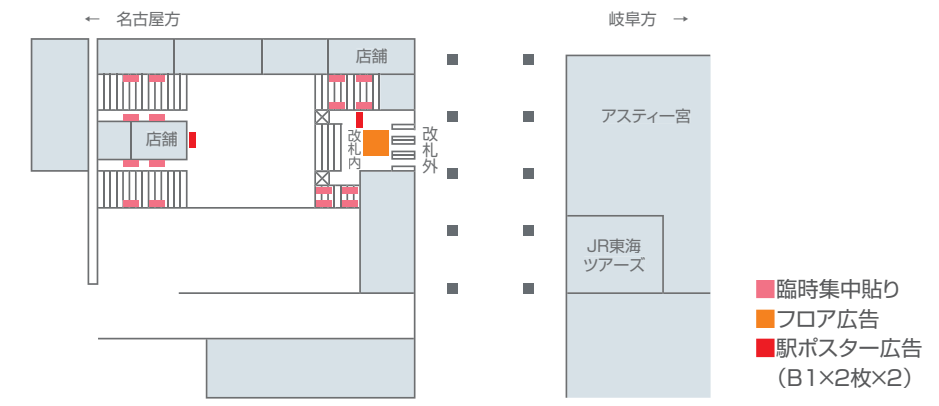 ← 名古屋方
岐阜方 →
店舗
アスティ一宮
店舗
改札内
改札外
JR東海
ツアーズ
臨時集中貼り
フロア広告
駅ポスター広告
（B1×2枚×2）